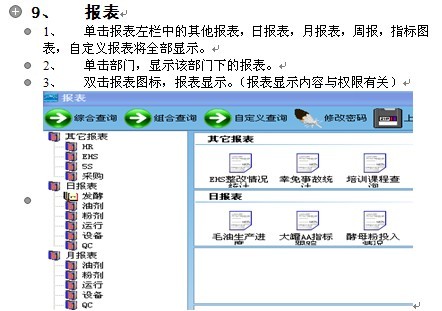 9、 报表
1、 单击报表左栏中的其他报表，日报表，月报表，周报，指标图
表，自定义报表将全部显示。
2、 单击部门，显示该部门下的报表。
3、 双击报表图标，报表显示。（报表显示内容与权限有关）
报表
综合查询 组合查询 自定义查询 修改密码 上
其它报表
HR
EHS
5S
采购
日报表
发酵
油剂
粉剂
运行
设备
QC
月报表
油剂
粉剂
运行
设备
QC
其它报表
EHS整改情况
统计
幸免事故统
计
培训课程查
询
日报表
毛油生产进
度
大罐AA指标
跟踪
酵母粉投入